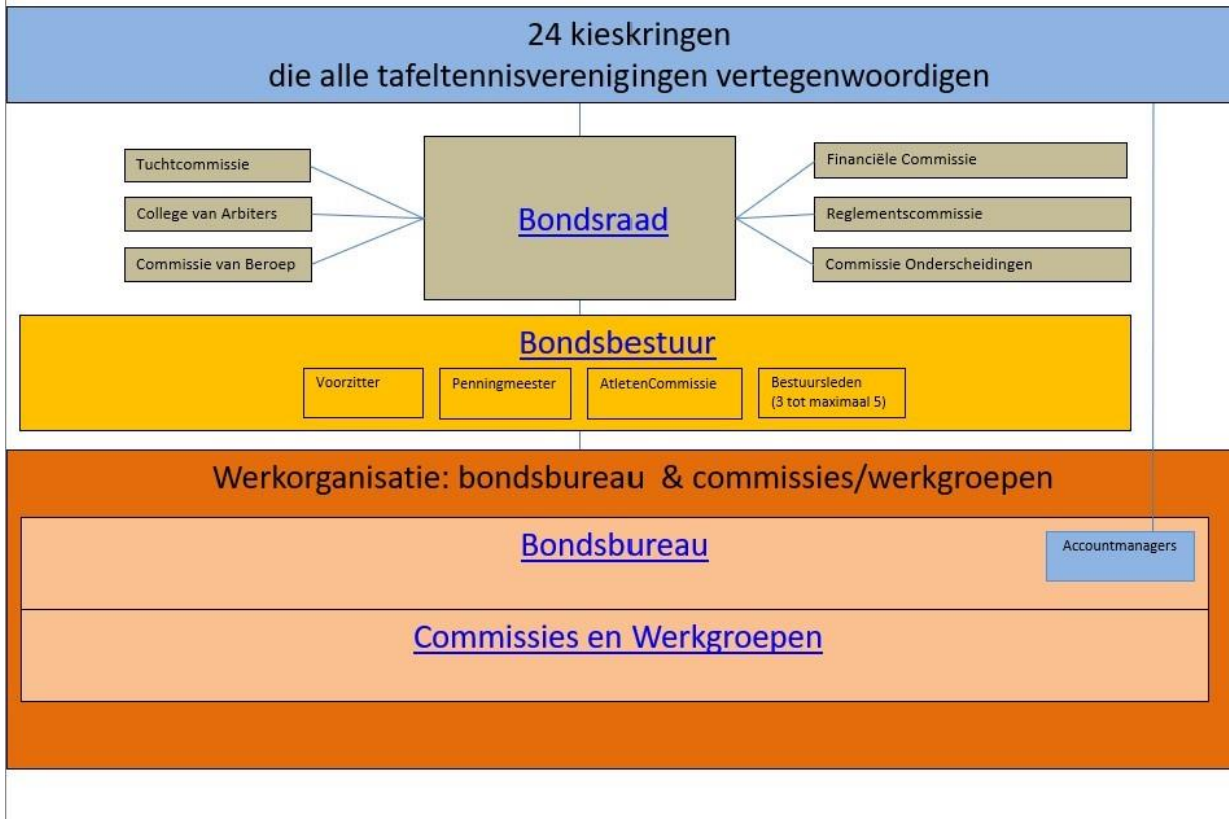 24 kieskringen
die alle tafeltennisverenigingen vertegenwoordigen
Tuchtcommissie
College van Arbiters
Commissie van Beroep
Bondsraad
Financiële Commissie
Reglementscommissie
Commissie Onderscheidingen
Bondsbestuur
Voorzitter
Penningmeester
AtletenCommissie
Bestuursleden
(3 tot maximaal 5)
Werkorganisatie: bondsbureau & commissies/werkgroepen
Bondsbureau
Accountmanagers
Commissies en Werkgroepen